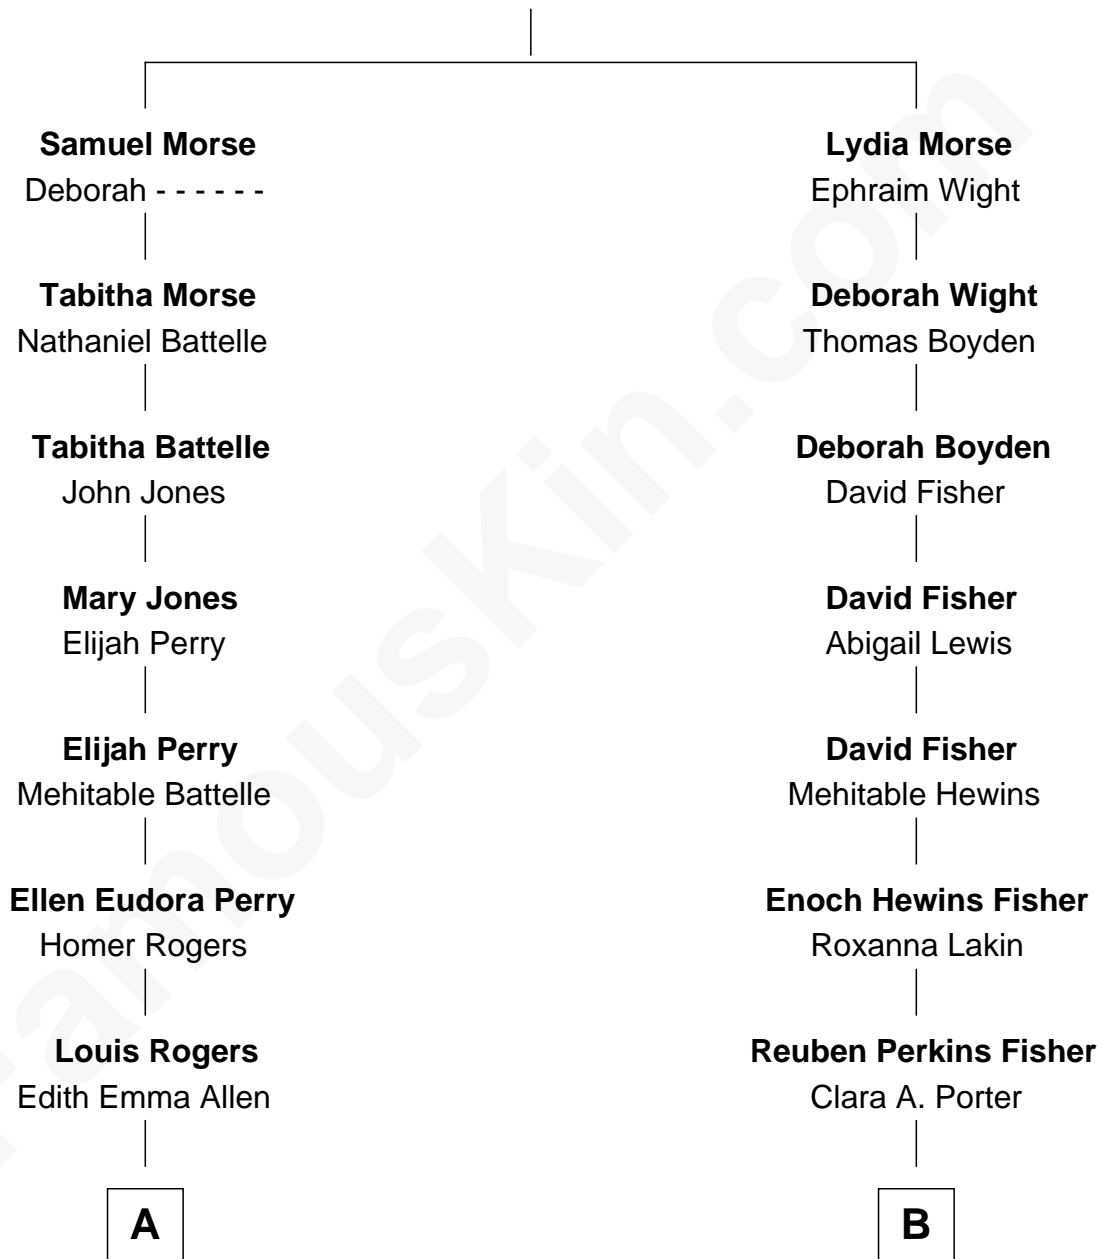 Samuel Morse
Deborah - - - - - -
Tabitha Morse
Nathaniel Battelle
Tabitha Battelle
John Jones
Mary Jones
Elijah Perry
Elijah Perry
Mehitable Battelle
Ellen Eudora Perry
Homer Rogers
Louis Rogers
Edith Emma Allen
A
Lydia Morse
Ephraim Wight
Deborah Wight
Thomas Boyden
Deborah Boyden
David Fisher
David Fisher
Abigail Lewis
David Fisher
Mehitable Hewins
Enoch Hewins Fisher
Roxanna Lakin
Reuben Perkins Fisher
Clara A. Porter
B
FamousKin.com